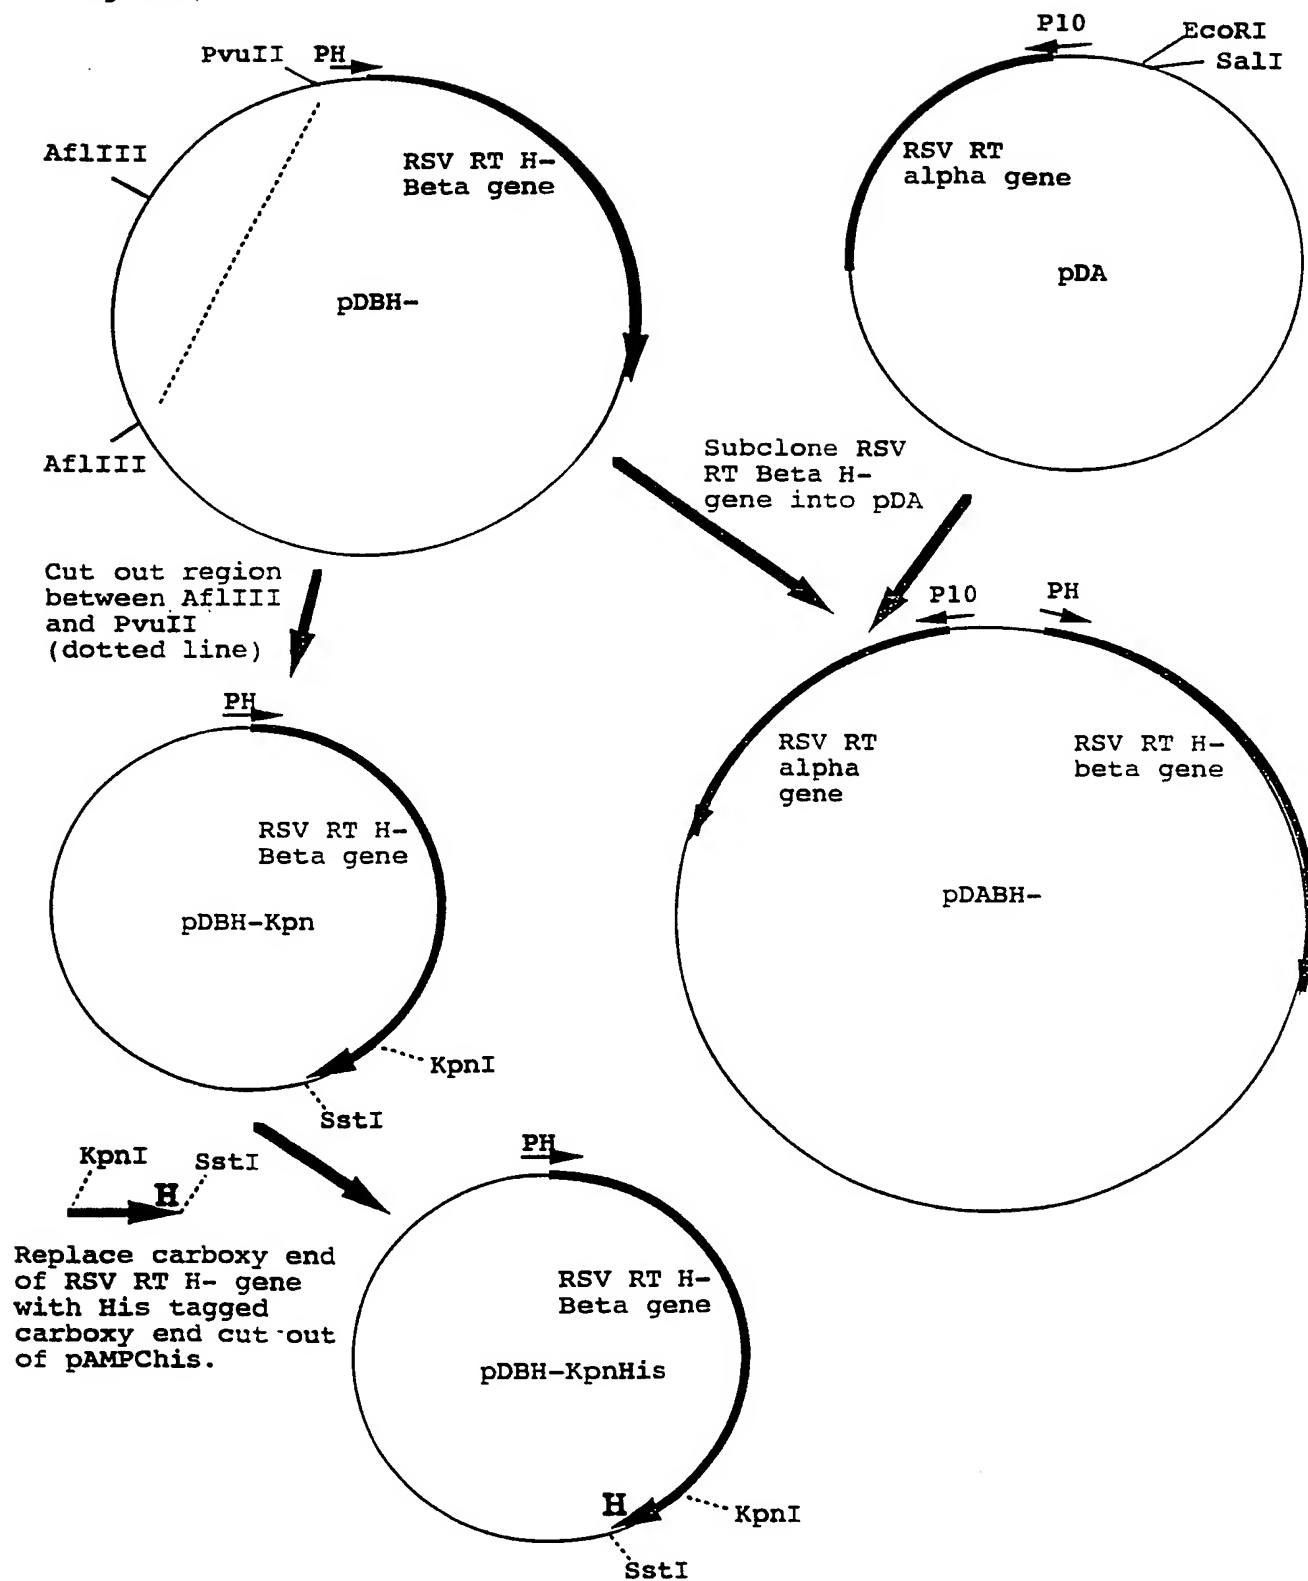 P10
EcoRI
SalI
PvuII
PH
AflIII
RSV RT H-
Beta gene
RSV RT
alpha gene
pDBH-
pDA
AflIII
Subclone RSV
RT Beta H-
gene into pDA
Cut out region
between AflIII
and PvuII
(dotted line)
P10
PH
PH
RSV RT
alpha
gene
RSV RT H-
beta gene
RSV RT H-
Beta gene
pDBH-Kpn
pDABH-
KpnI
SstI
KpnI
SstI
H
PH
Replace carboxy end
of RSV RT H- gene
with His tagged
carboxy end cut out
of pAMPChis.
RSV RT H-
Beta gene
pDBH-KpnHis
H
KpnI
SstI